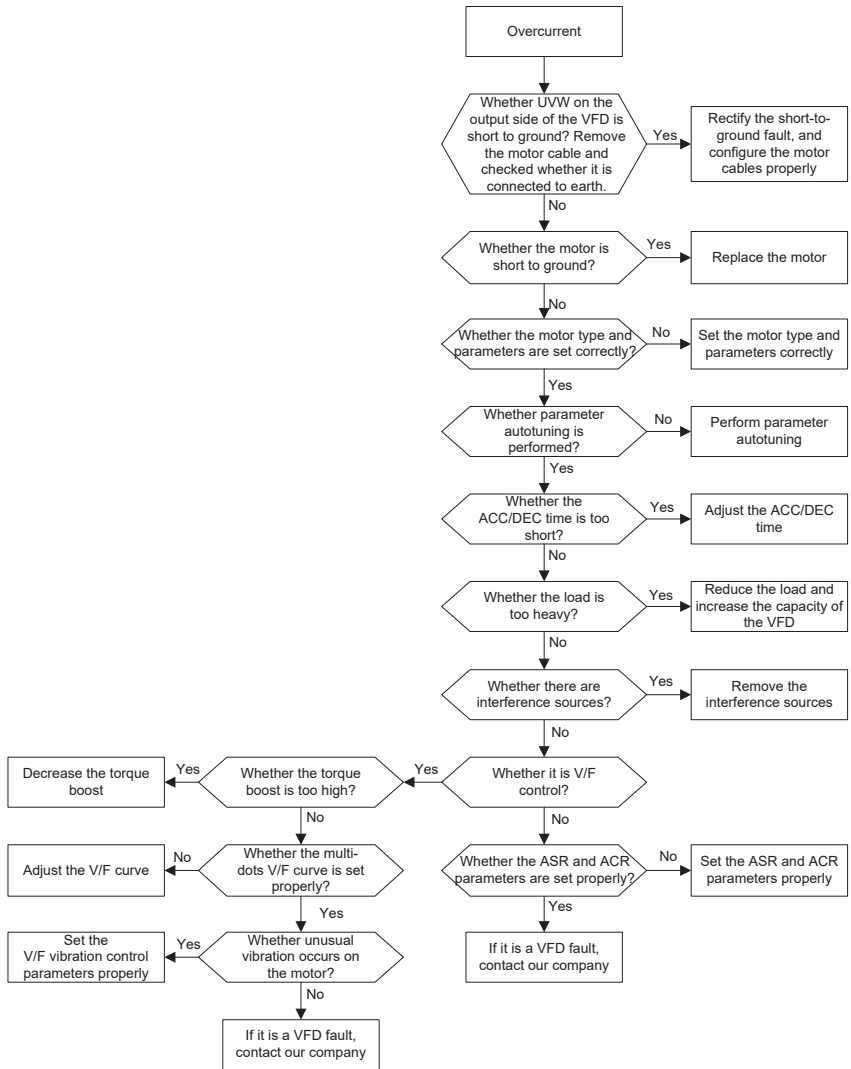 Overcurrent
Whether UVW on the
output side of the VFD is
short to ground? Remove
the motor cable and
checked whether it is
connected to earth.
Yes
Rectify the short-to-
ground fault, and
configure the motor
cables properly
No
Whether the motor is
short to ground?
Yes
Replace the motor
No
Whether the motor type and
parameters are set correctly?
No
Set the motor type and
parameters correctly
Yes
Whether parameter
autotuning is
performed?
No
Perform parameter
autotuning
Yes
Whether the
ACC/DEC time is too
short?
Yes
Adjust the ACC/DEC
time
No
Whether the load is
too heavy?
Yes
Reduce the load and
increase the capacity of
the VFD
No
Whether there are
interference sources?
Yes
Remove the
interference sources
No
Whether it is V/F
control?
Yes
Whether the torque
boost is too high?
Yes
Decrease the torque
boost
No
No
Whether the multi-
dots V/F curve is set
properly?
No
Adjust the V/F curve
Whether the ASR and ACR
parameters are set properly?
No
Set the ASR and ACR
parameters properly
Yes
Yes
Whether unusual
vibration occurs on
the motor?
Yes
Set the
V/F vibration control
parameters properly
If it is a VFD fault,
contact our company
No
If it is a VFD fault,
contact our company